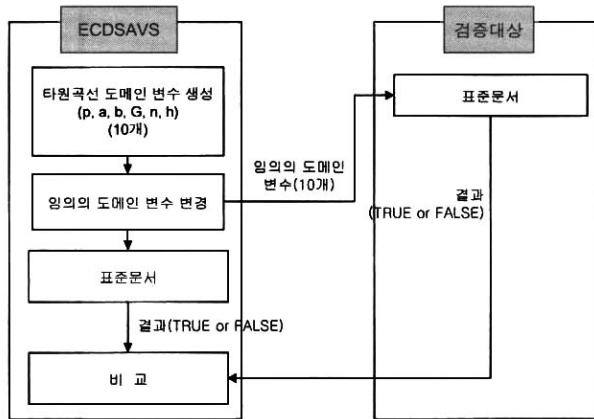 ECDSAVS
검증대상
타원곡선 도메인 변수 생성
(p, a, b, G, n, h)
(10개)
표준문서
임의의 도메인
변수(10개)
임의의 도메인 변수 변경
결과
(TRUE or FALSE)
표준문서
결과(TRUE or FALSE)
비 교